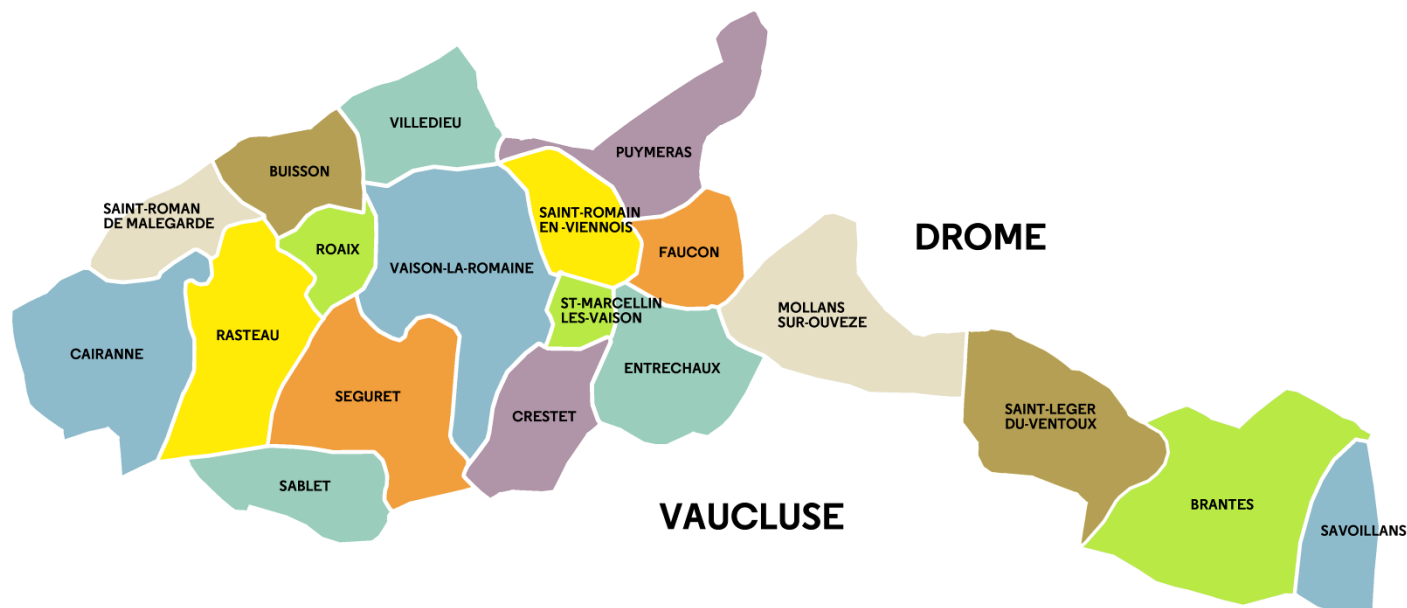 VILLEDIEU
PUYMERAS
BUISSON
SAINT-ROMAN
DE MALEGARDE
SAINT-ROMAIN
EN -VIENNOIS
DROME
ROAIX
FAUCON
VAISON-LA-ROMAINE
ST-MARCELLIN
LES-VAISON
MOLLANS
SUR-OUVEZE
RASTEAU
CAIRANNE
ENTRECHAUX
SEGURET
CRESTET
SAINT-LEGER
DU-VENTOUX
SABLET
VAUCLUSE
BRANTES
SAVOILLANS